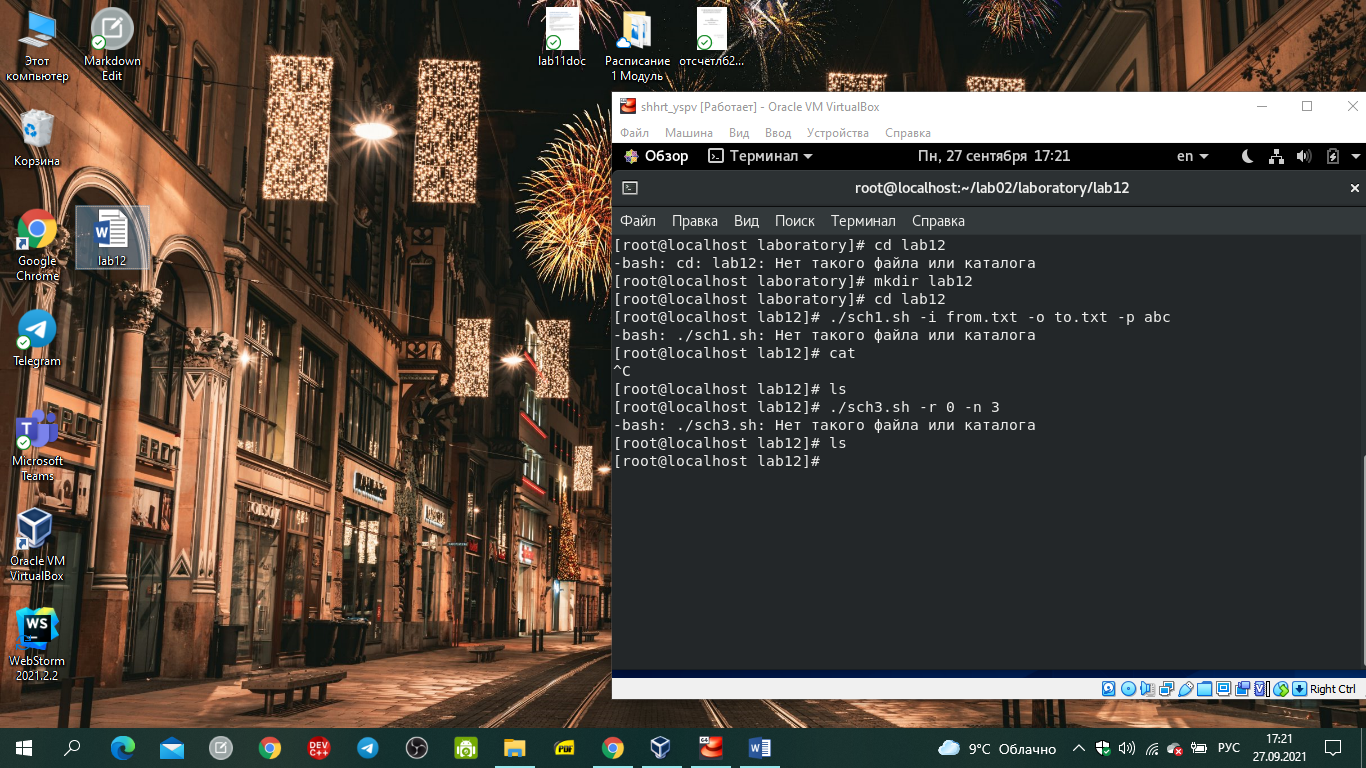 Этот
компьютер
Markdown
Edit
lab11doc
Расписание
1 Модуль
отсчетлб2...
Корзина
Google
Chrome
lab12
Telegram
Microsoft
Teams
Oracle VM
VirtualBox
WS
WebStorm
2021.2.2
shhrt_yspv [Работает] - Oracle VM VirtualBox
Файл Машина Вид Ввод Устройства Справка
Обзор Терминал Пн, 27 сентября 17:21 en
root@localhost:~/lab02/laboratory/lab12
Файл Правка Вид Поиск Терминал Справка
[root@localhost laboratory]# cd lab12
-bash: cd: lab12: Нет такого файла или каталога
[root@localhost laboratory]# mkdir lab12
[root@localhost laboratory]# cd lab12
[root@localhost lab12]# ./sch1.sh -i from.txt -o to.txt -p abc
-bash: ./sch1.sh: Нет такого файла или каталога
[root@localhost lab12]# cat
^C
[root@localhost lab12]# ls
[root@localhost lab12]# ./sch3.sh -r 0 -n 3
-bash: ./sch3.sh: Нет такого файла или каталога
[root@localhost lab12]# ls
[root@localhost lab12]#
Right Ctrl
DEV
C++
PDF
9°C Облачно
РУС
17:21
27.09.2021